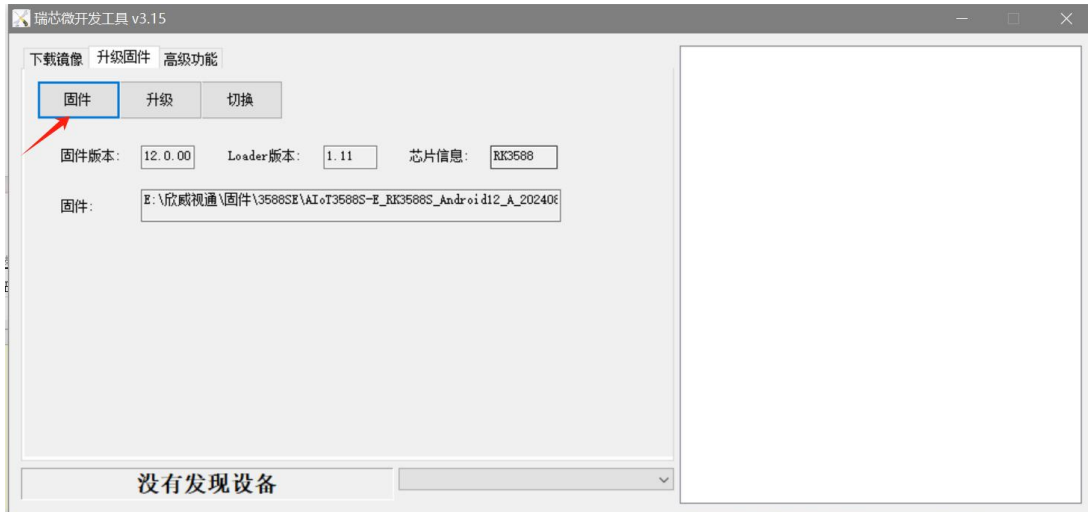 瑞芯微开发工具 v3.15
下载镜像 升级固件 高级功能
固件 升级 切换
固件版本: 12.0.00 Loader版本: 1.11 芯片信息: RK3588
固件: E:\欣威视通\固件\3588SE\AIoT3588S-E_RK3588S_Android12_A_202408
没有发现设备